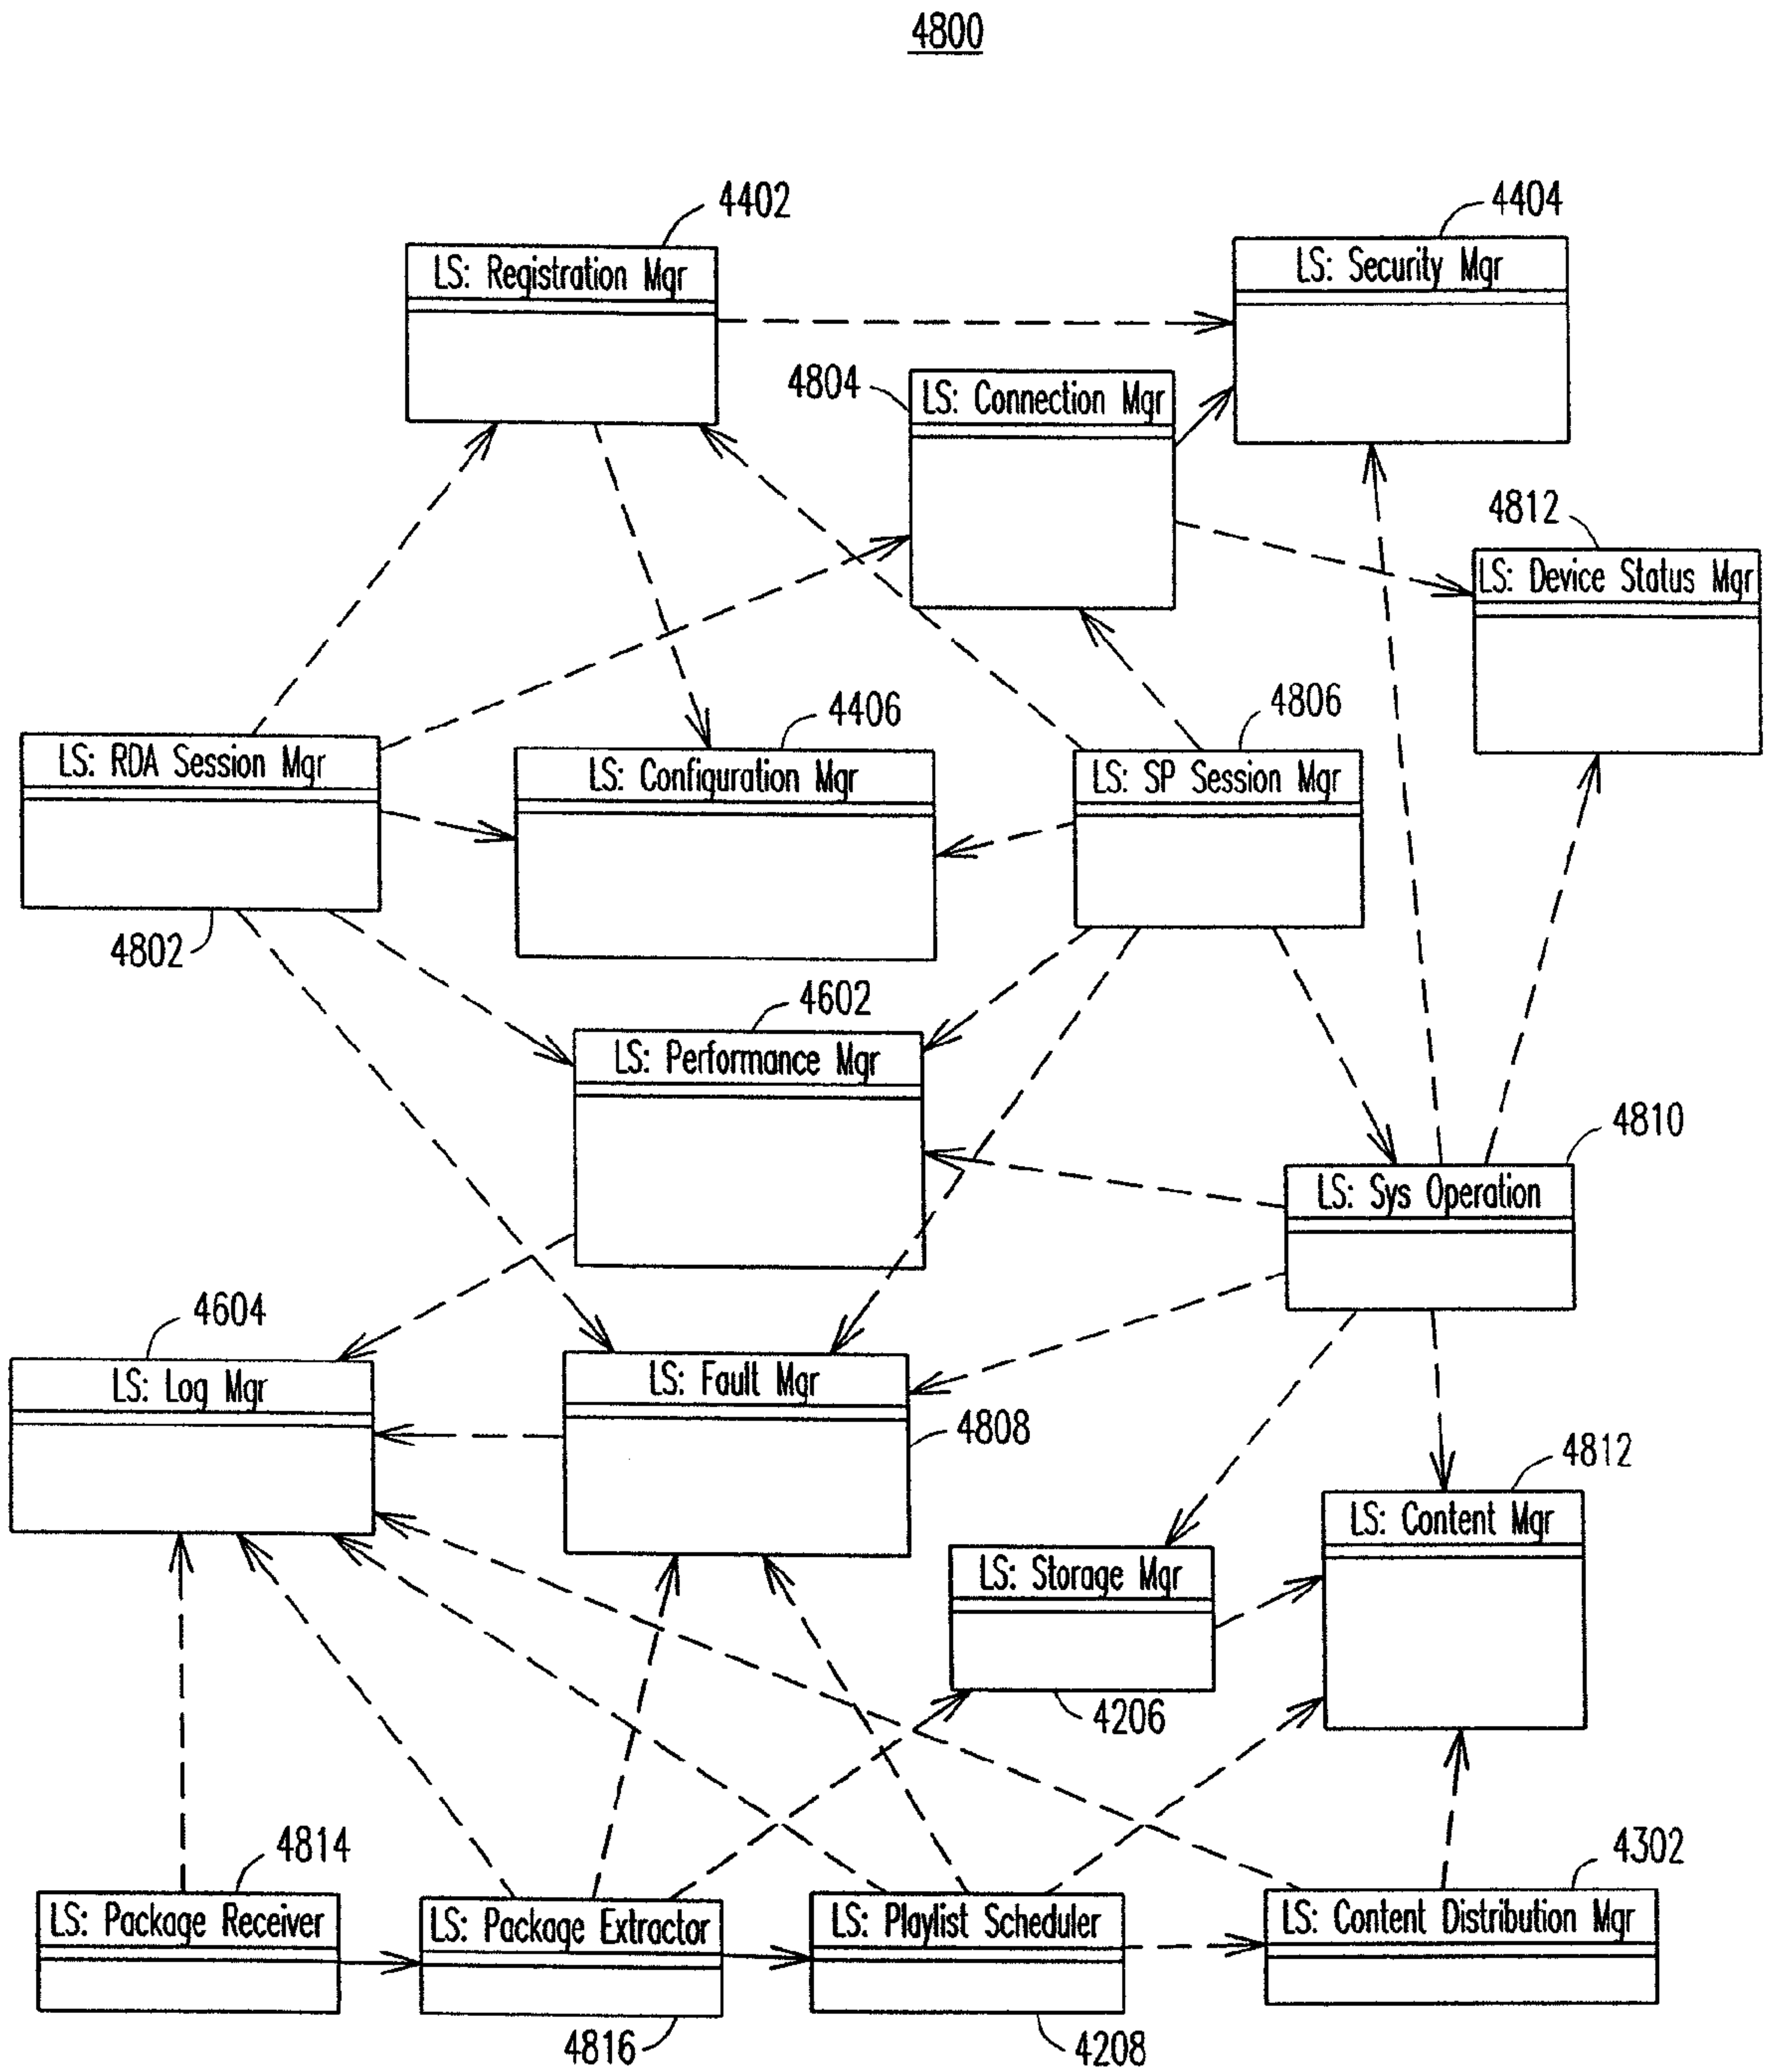 4800
4402
4404
LS: Registration Mgr
LS: Security Mgr
4804
LS: Connection Mgr
4812
LS: Device Status Mgr
4406
4806
LS: RDA Session Mgr
LS: Configuration Mgr
LS: SP Session Mgr
4802
4602
LS: Performance Mgr
4810
LS: Sys Operation
4604
LS: Log Mgr
LS: Fault Mgr
4808
4812
LS: Content Mgr
LS: Storage Mgr
4206
4814
4302
LS: Package Receiver
LS: Package Extractor
LS: Playlist Scheduler
LS: Content Distribution Mgr
4816
4208